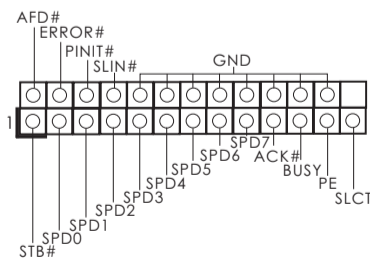 AFD#
ERROR#
PINIT#
SLIN#
GND
1
SPD7
SPD6
ACK#
SPD5
BUSY
SPD4
PE
SPD3
SLCT
SPD2
SPD1
SPD0
STB#